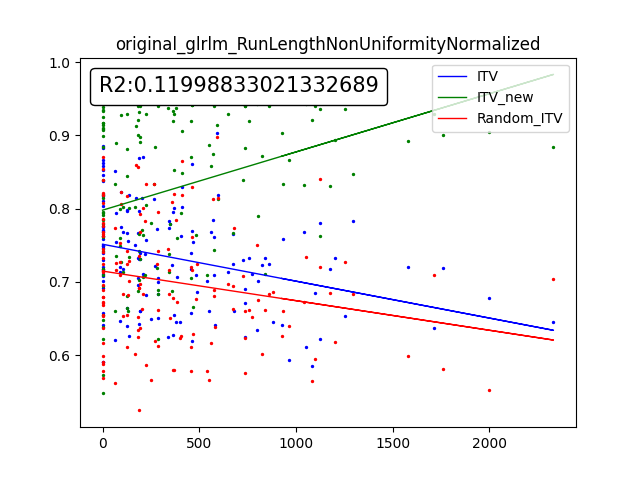 original_glrlm_RunLengthNonUniformityNormalized
1.0
0.9
0.8
0.7
0.6
R2:0.11998833021332689
ITV
ITV_new
Random_ITV
0
500
1000
1500
2000